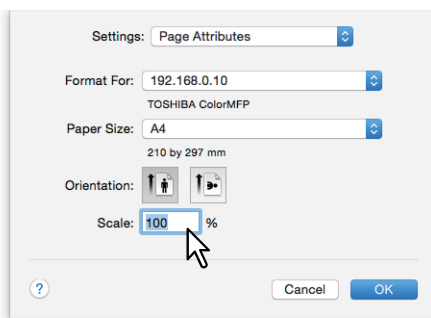 Settings: Page Attributes
Format For: 192.168.0.10
TOSHIBA ColorMFP
Paper Size: A4
210 by 297 mm
Orientation:
Scale: 100 %
? Cancel OK